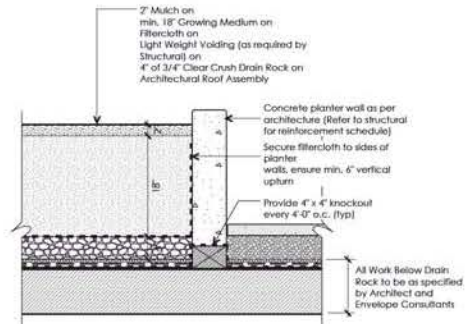 2" Mulch on
min. 18" Growing Medium on
Filtercloth on
Light Weight Voiding (as required by
Structural) on
4" of 3/4" Clear Crush Drain Rock on
Architectural Roof Assembly
Concrete planter wall as per
architecture (Refer to structural
for reinforcement schedule)
Secure filtercloth to sides of
planter
walls, ensure min. 6" vertical
upturn
Provide 4" x 4" knockout
every 4'-0" o.c. (typ)
All Work Below Drain
Rock to be as specified
by Architect and
Envelope Consultants
2"
18"